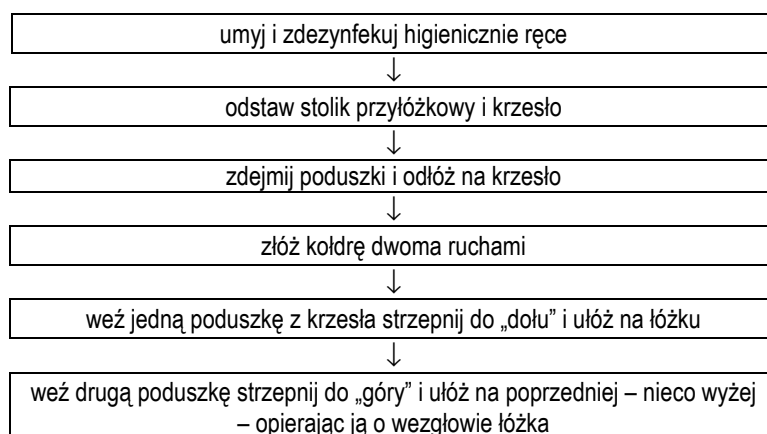 umyj i zdezynfekuj higienicznie ręce
↓
odstaw stolik przyłóżkowy i krzesło
↓
zdejmij poduszki i odłóż na krzesło
↓
złóż kołdrę dwoma ruchami
↓
weź jedną poduszkę z krzesła strzepnij do „dołu” i ułóż na łóżku
↓
weź drugą poduszkę strzepnij do „góry” i ułóż na poprzedniej – nieco wyżej
– opierając ją o wezgłowie łóżka